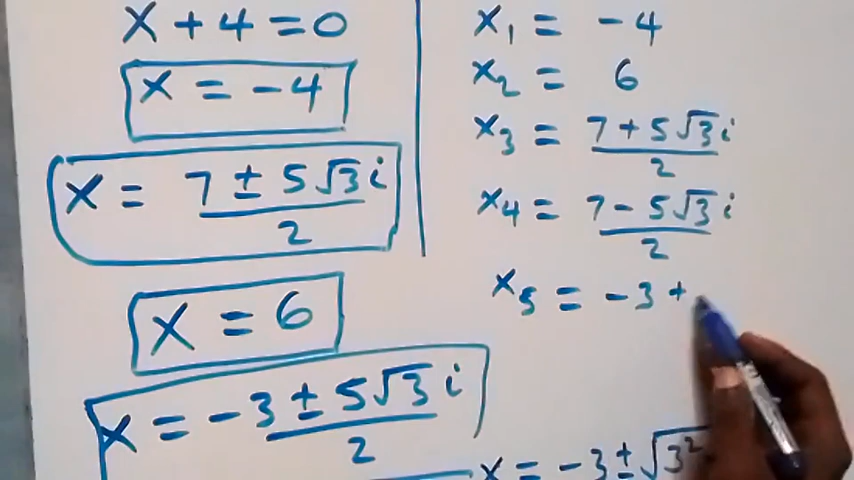 x + 4 = 0
x = -4
x = 7 ± 5√3 i / 2
x = 6
x = -3 ± 5√3 i / 2
x₁ = -4
x₂ = 6
x₃ = 7 + 5√3 i / 2
x₄ = 7 - 5√3 i / 2
x₅ = -3 +
x = -3 ± √3²